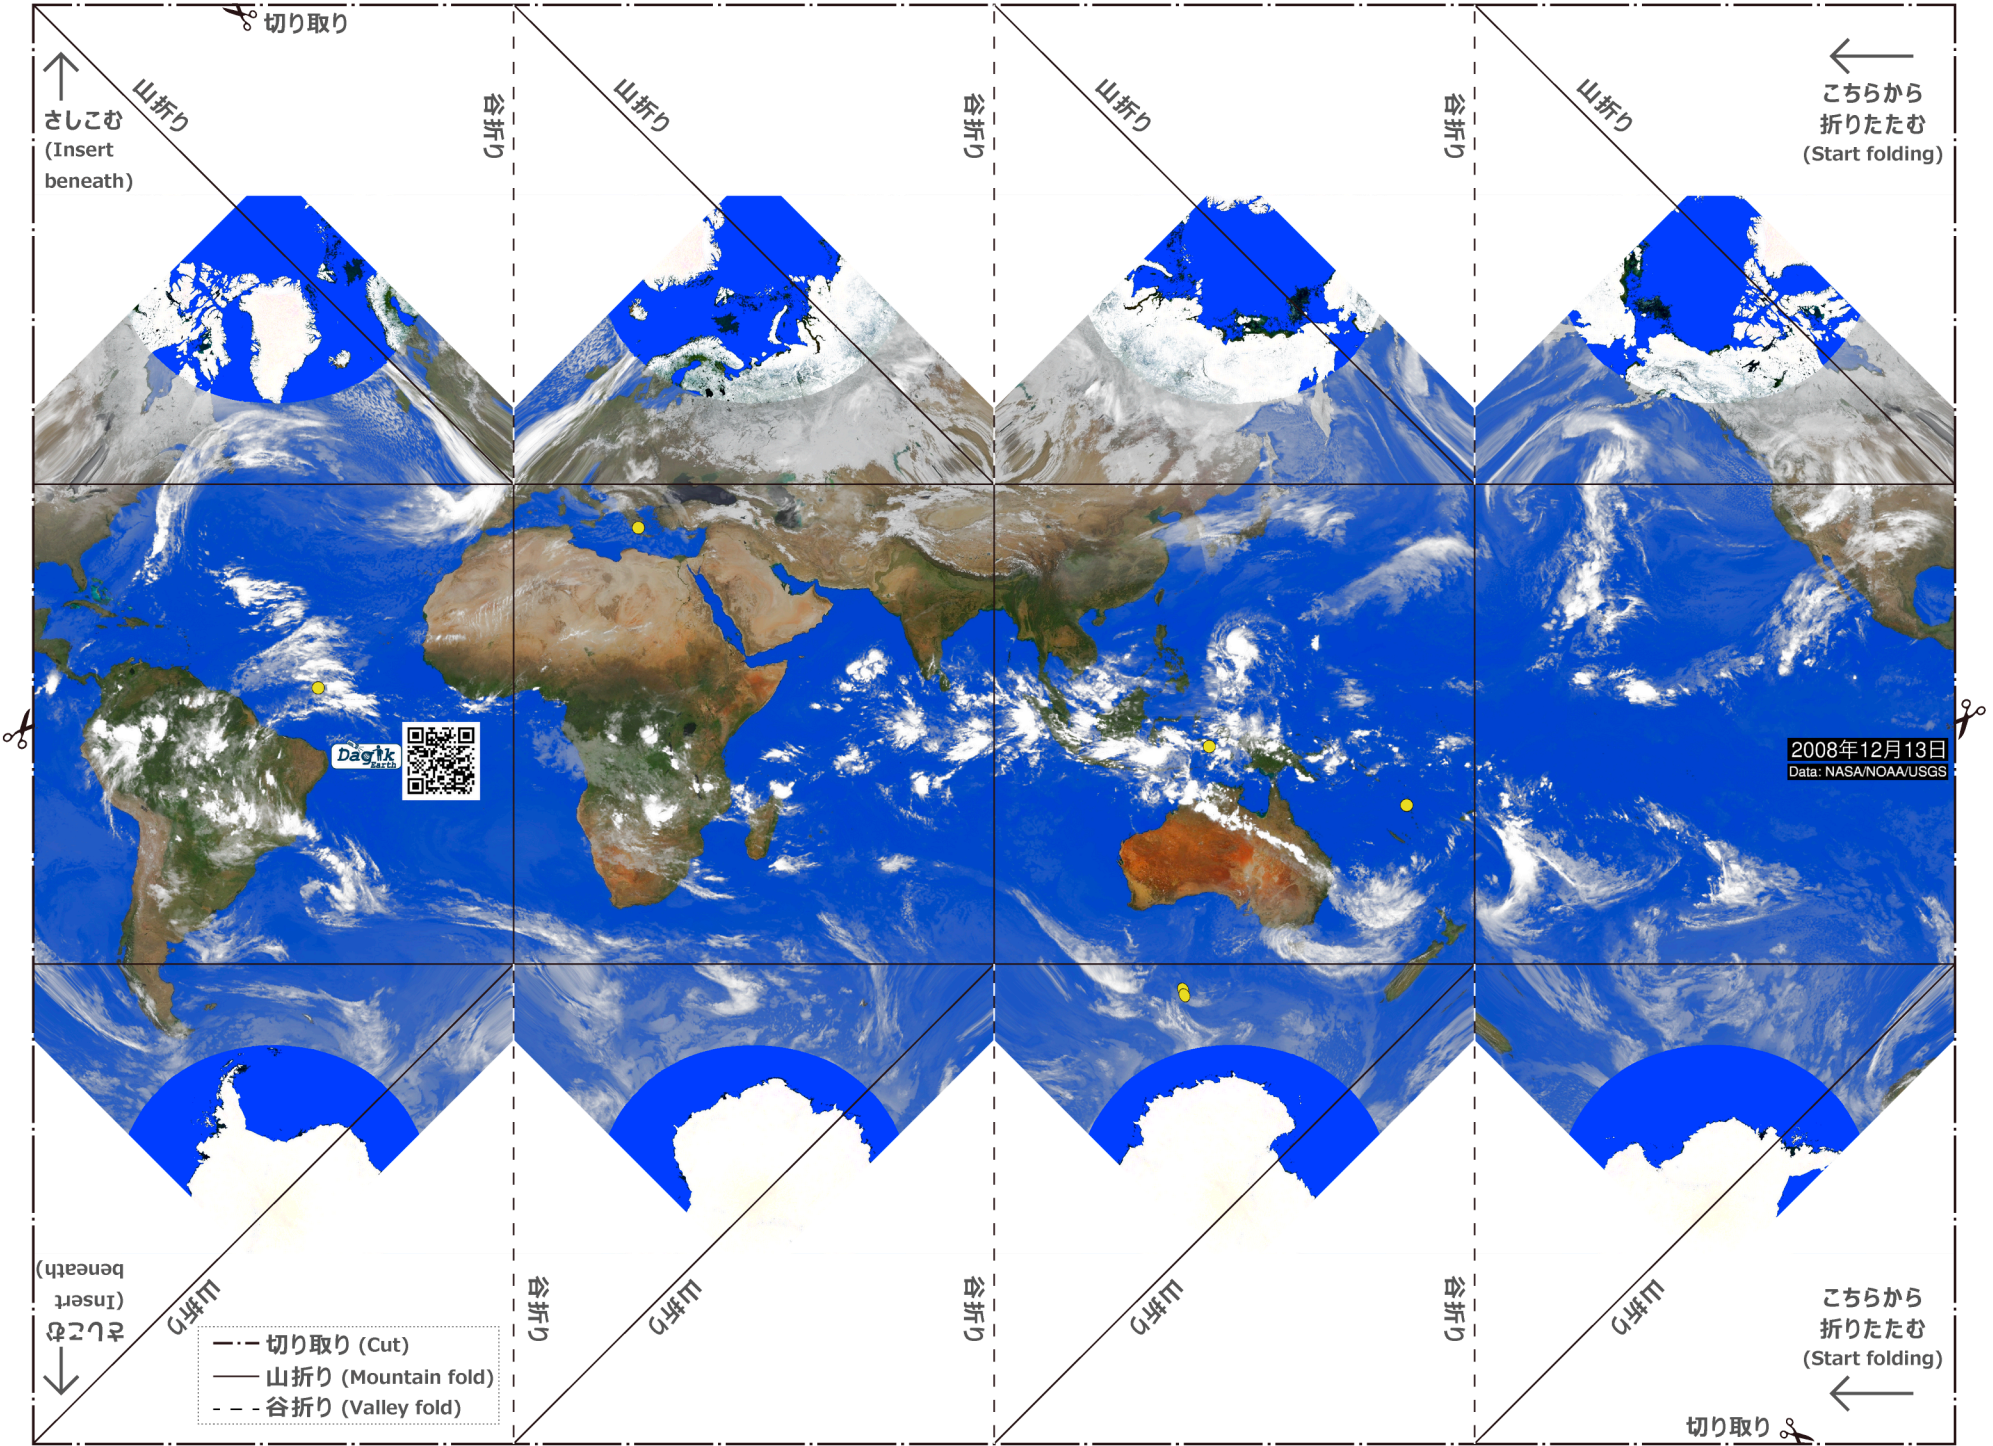 切り取り
さしこむ
(Insert
beneath)
山折り
谷折り
山折り
谷折り
山折り
谷折り
山折り
こちらから
折りたたむ
(Start folding)
Dagik
Earth
2008年12月13日
Data: NASA/NOAA/USGS
さしこむ
(Insert
beneath)
山折り
谷折り
山折り
谷折り
山折り
谷折り
山折り
こちらから
折りたたむ
(Start folding)
切り取り (Cut)
山折り (Mountain fold)
谷折り (Valley fold)
切り取り